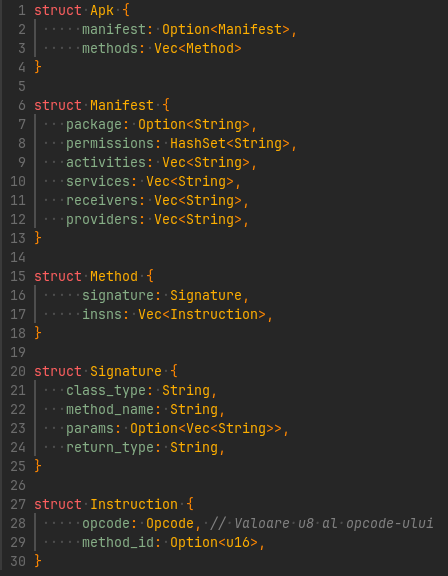 1 struct Apk {
2     manifest: Option<Manifest>,
3     methods: Vec<Method>
4 }
5
6 struct Manifest {
7    package: Option<String>,
8    permissions: HashSet<String>,
9    activities: Vec<String>,
10    services: Vec<String>,
11    receivers: Vec<String>,
12    providers: Vec<String>,
13 }
14
15 struct Method {
16     signature: Signature,
17     insns: Vec<Instruction>,
18 }
19
20 struct Signature {
21    class_type: String,
22    method_name: String,
23    params: Option<Vec<String>>,
24    return_type: String,
25 }
26
27 struct Instruction {
28     opcode: Opcode, // Valoare u8 al opcode-ului
29     method_id: Option<u16>,
30 }